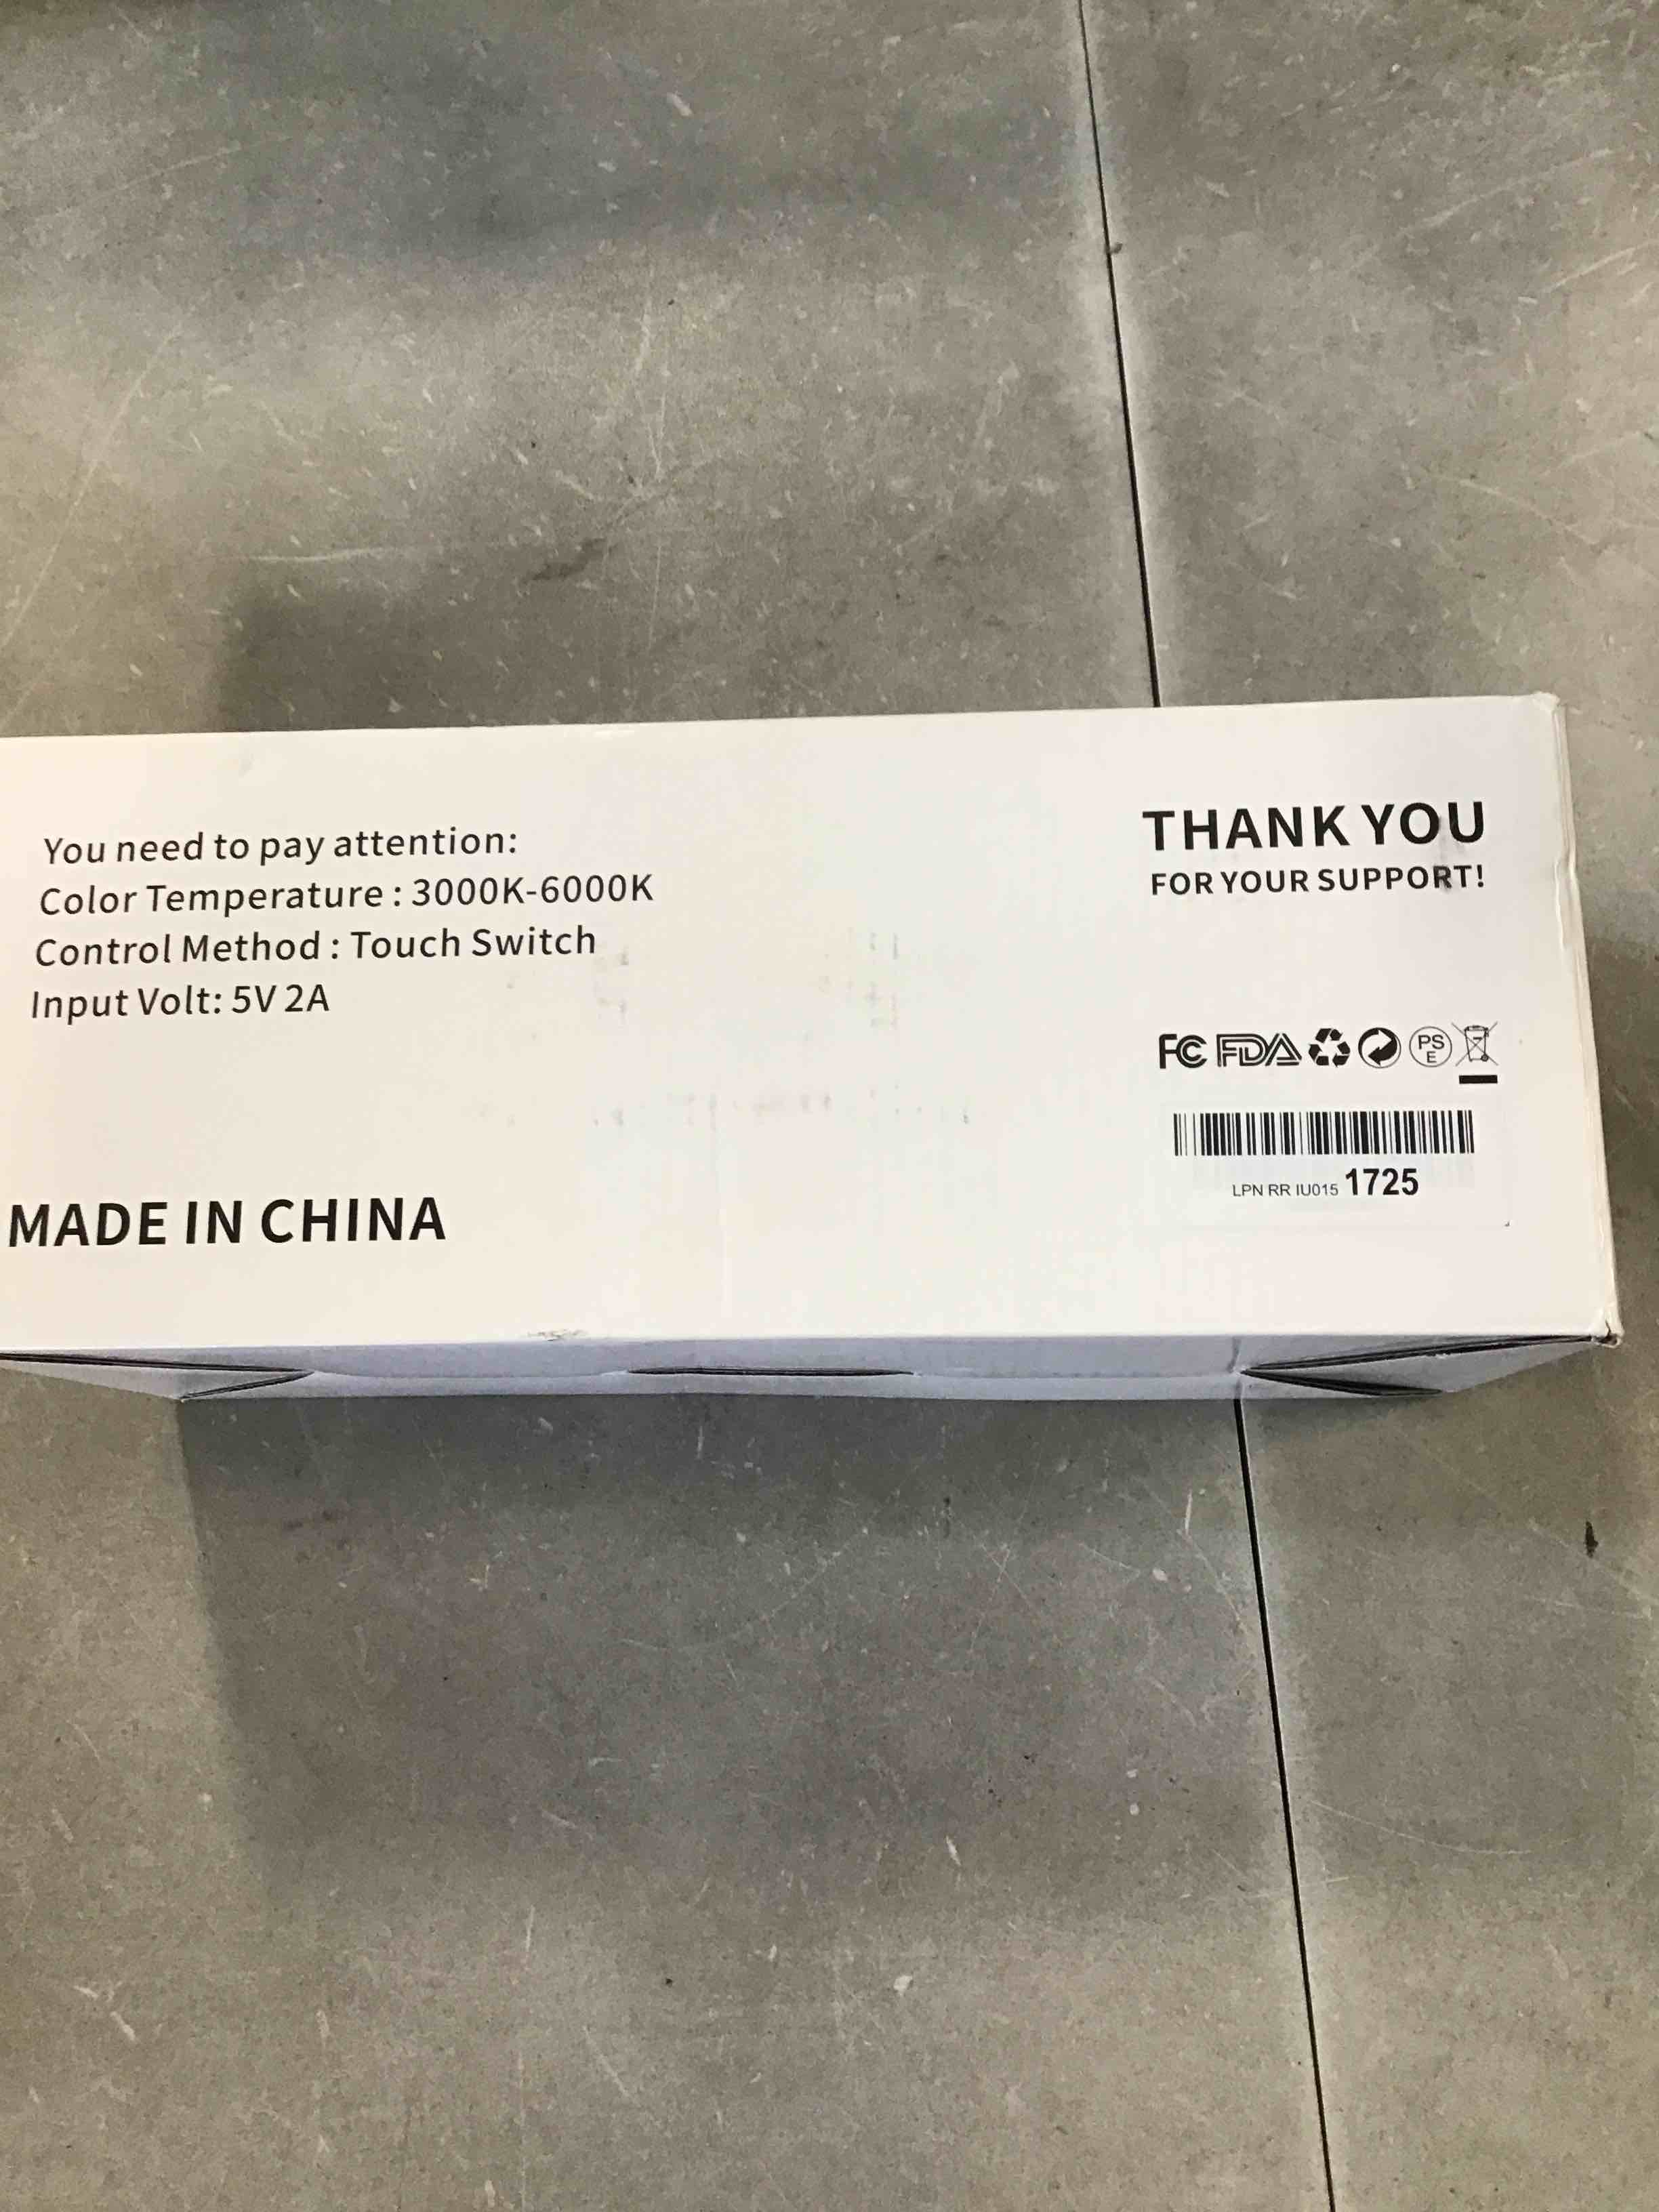 You need to pay attention:
Color Temperature : 3000K-6000K
Control Method : Touch Switch
Input Volt: 5V 2A
MADE IN CHINA
THANK YOU
FOR YOUR SUPPORT!
FC FDA PS E
LPN RR IU015 1725